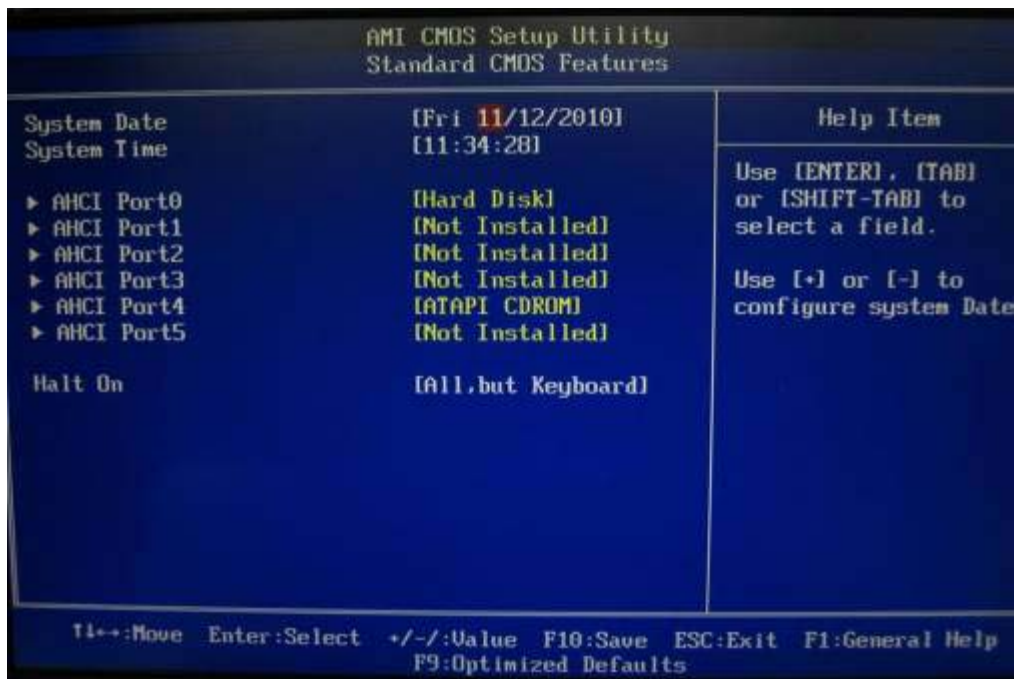 AMI CMOS Setup Utility
Standard CMOS Features
System Date [Fri 11/12/2010]
System Time [11:34:28]
▶ AHCI Port0 [Hard Disk]
▶ AHCI Port1 [Not Installed]
▶ AHCI Port2 [Not Installed]
▶ AHCI Port3 [Not Installed]
▶ AHCI Port4 [ATAPI CDROM]
▶ AHCI Port5 [Not Installed]
Halt On [All,but Keyboard]
Help Item
Use [ENTER], [TAB]
or [SHIFT-TAB] to
select a field.
Use [+] or [-] to
configure system Date
↑↓←→:Move Enter:Select +/-/:Value F10:Save ESC:Exit F1:General Help
F9:Optimized Defaults